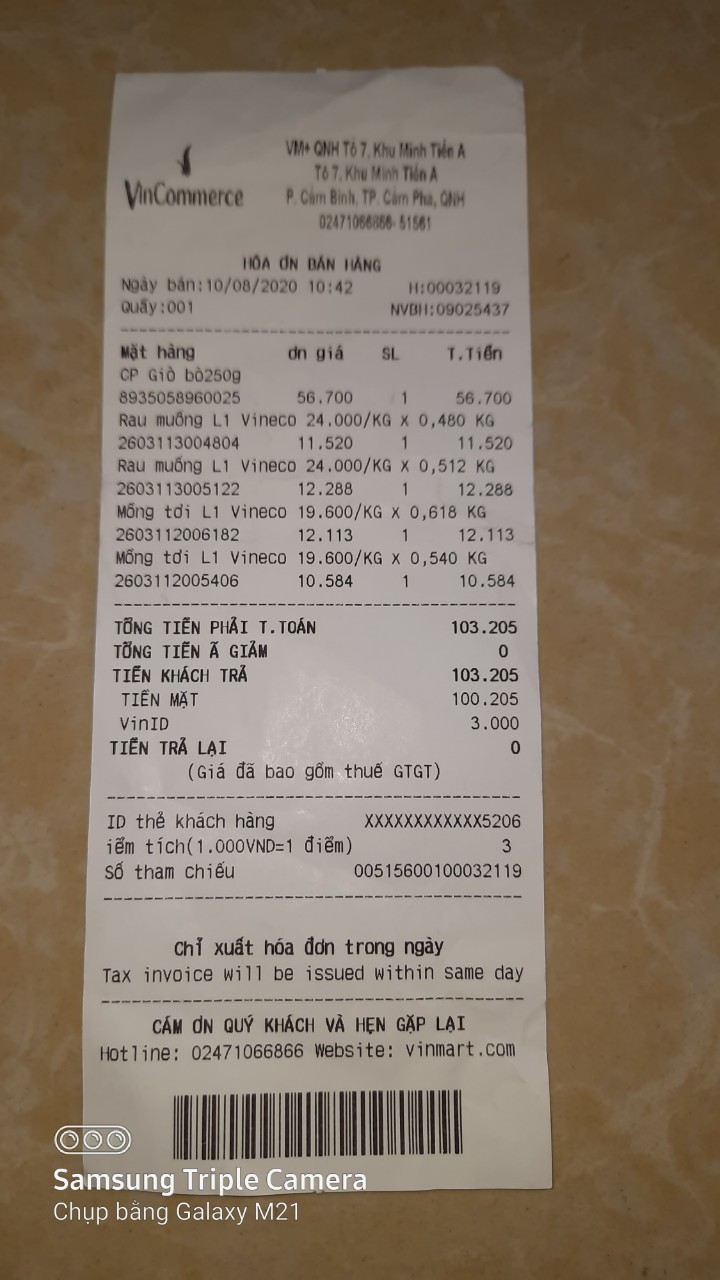 VinCommerce
VM+ QNH Tổ 7, Khu Minh Tiến A
Tổ 7, Khu Minh Tiến A
P. Cẩm Bình, TP. Cẩm Phả, QNH
02471066866-51561
HÓA ƠN BÁN HÀNG
Ngày bán:10/08/2020 10:42 H:00032119
Quầy:001 NVBH:09025437
Mặt hàng ơn giá SL T.Tiền
CP Giò bò250g
8935058960025 56.700 1 56.700
Rau muống L1 Vineco 24.000/KG X 0,480 KG
2603113004804 11.520 1 11.520
Rau muống L1 Vineco 24.000/KG X 0,512 KG
2603113005122 12.288 1 12.288
Mồng tơi L1 Vineco 19.600/KG X 0,618 KG
2603112006182 12.113 1 12.113
Mồng tơi L1 Vineco 19.600/KG X 0,540 KG
2603112005406 10.584 1 10.584
TỔNG TIỀN PHẢI T.TOÁN 103.205
TỔNG TIỀN Ã GIẢM 0
TIỀN KHÁCH TRẢ 103.205
TIỀN MẶT 100.205
VinID 3.000
TIỀN TRẢ LẠI 0
(Giá đã bao gồm thuế GTGT)
ID thẻ khách hàng XXXXXXXXXXXX5206
iểm tích(1.000VND=1 điểm) 3
Số tham chiếu 00515600100032119
Chỉ xuất hóa đơn trong ngày
Tax invoice will be issued within same day
CẢM ƠN QUÝ KHÁCH VÀ HẸN GẶP LẠI
Hotline: 02471066866 Website: vinmart.com
Samsung Triple Camera
Chụp bằng Galaxy M21